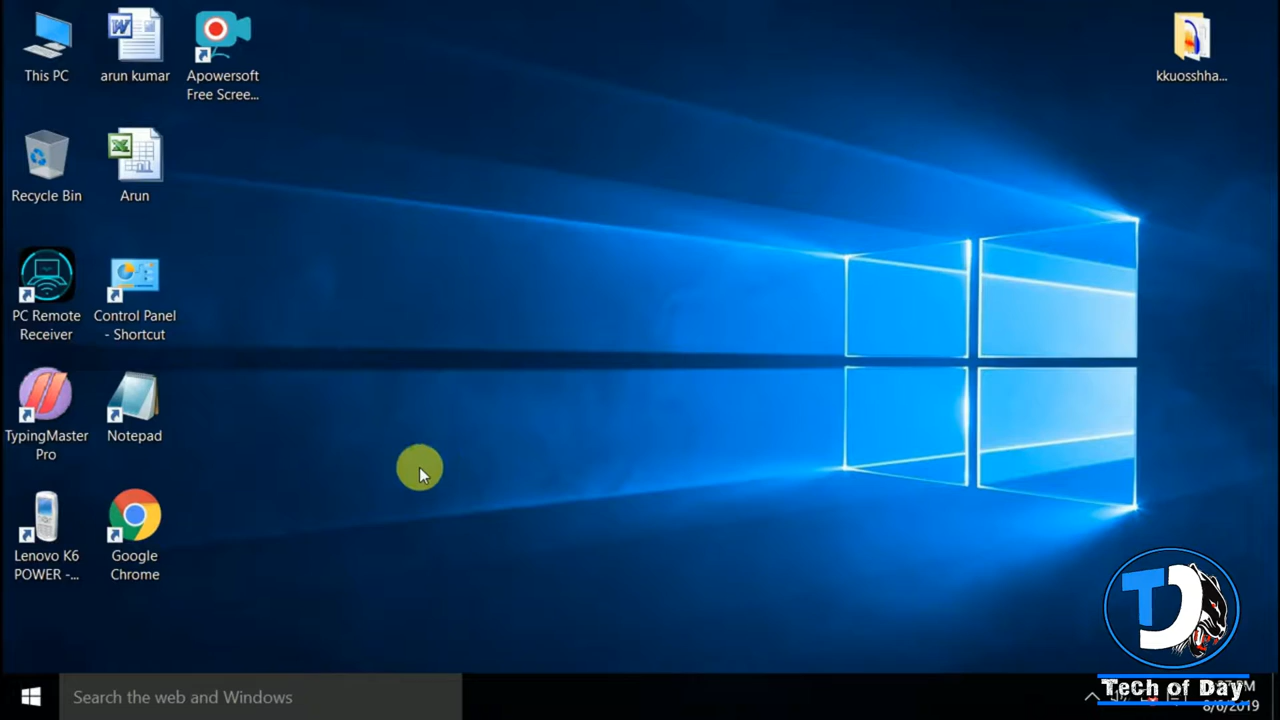 This PC
arun kumar
Apowersoft
Free Scree...
kkuosshha...
Recycle Bin
Arun
PC Remote
Receiver
Control Panel
- Shortcut
TypingMaster
Pro
Notepad
Lenovo K6
POWER -...
Google
Chrome
TD
Tech of Day
Search the web and Windows
8/6/2019